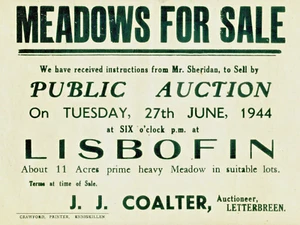 MEADOWS FOR SALE
We have received instructions from Mr. Sheridan, to Sell by
PUBLIC AUCTION
On TUESDAY, 27th JUNE, 1944
at SIX o'clock p.m. at
LISBOFIN
About 11 Acres prime heavy Meadow in suitable lots.
Terms at time of Sale.
J. J. COALTER, Auctioneer,
LETTERBREEN.
CRAWFORD, PRINTER, ENNISKILLEN